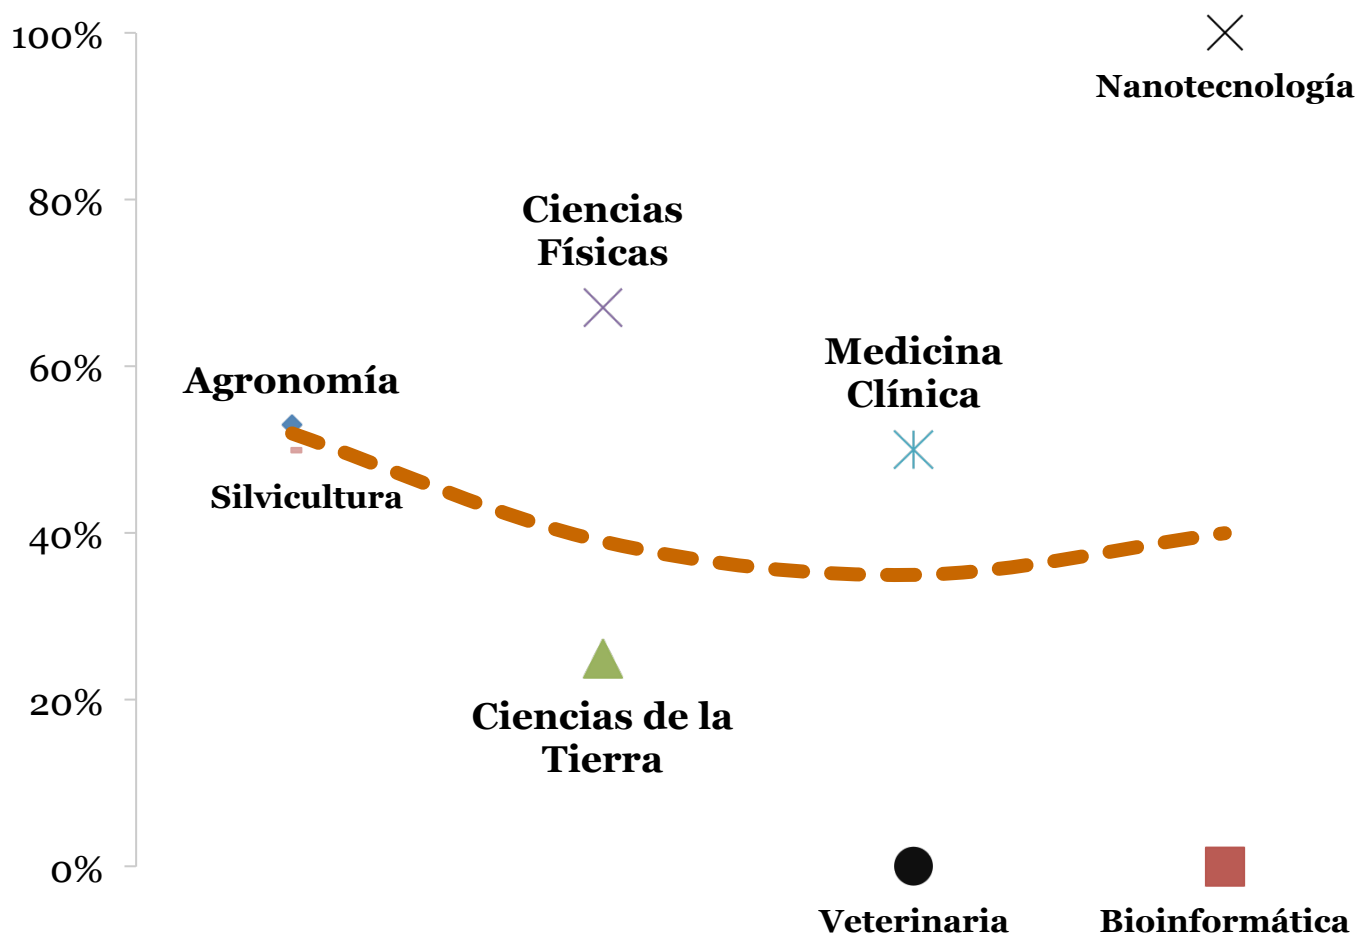 100%
Nanotecnología
80%
Ciencias
Físicas
Medicina
Clínica
60%
Agronomía
Silvicultura
40%
20%
Ciencias de la
Tierra
0%
Veterinaria
Bioinformática